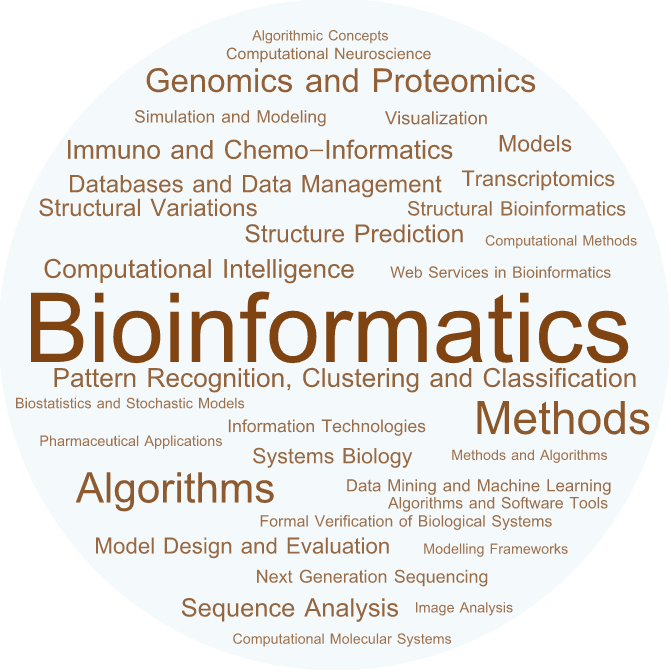 Algorithmic Concepts
Computational Neuroscience
Genomics and Proteomics
Simulation and Modeling
Visualization
Immuno and Chemo-Informatics
Models
Databases and Data Management
Transcriptomics
Structural Variations
Structural Bioinformatics
Structure Prediction
Computational Methods
Computational Intelligence
Web Services in Bioinformatics
Bioinformatics
Pattern Recognition, Clustering and Classification
Biostatistics and Stochastic Models
Methods
Information Technologies
Pharmaceutical Applications
Systems Biology
Methods and Algorithms
Algorithms
Data Mining and Machine Learning
Algorithms and Software Tools
Formal Verification of Biological Systems
Model Design and Evaluation
Modelling Frameworks
Next Generation Sequencing
Sequence Analysis
Image Analysis
Computational Molecular Systems